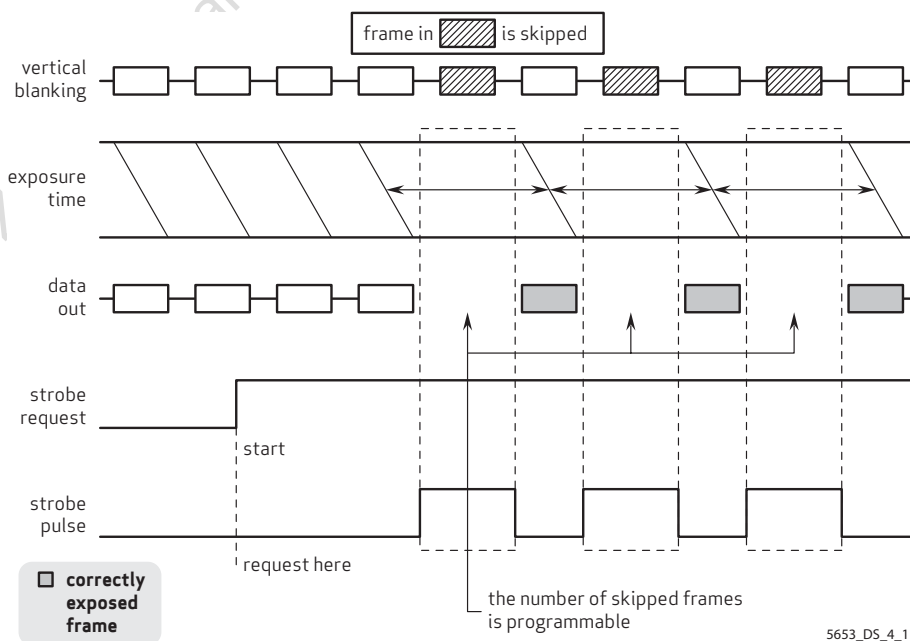 frame in is skipped
vertical
blanking
exposure
time
data
out
strobe
request
start
strobe
pulse
request here
correctly
exposed
frame
the number of skipped frames
is programmable
5653_DS_4_1